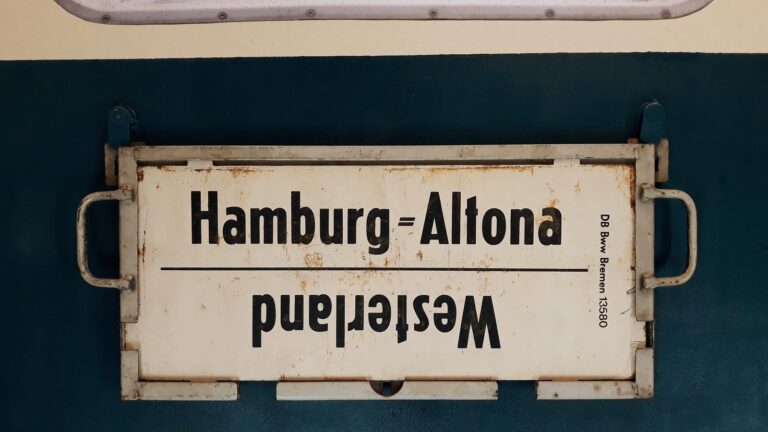 Hamburg=Altona
Westerland
DB Bww Bremen 13580